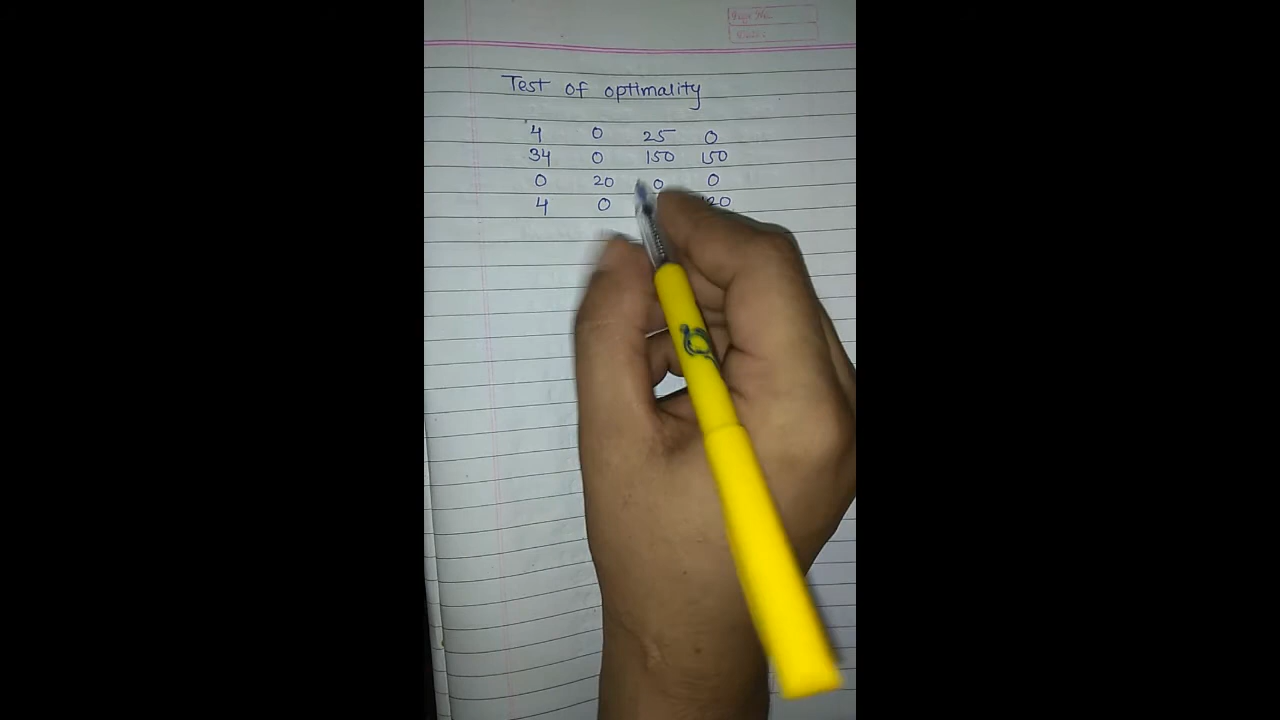 Test of optimality
4 0 25 0
34 0 150 150
0 20 0 0
4 0